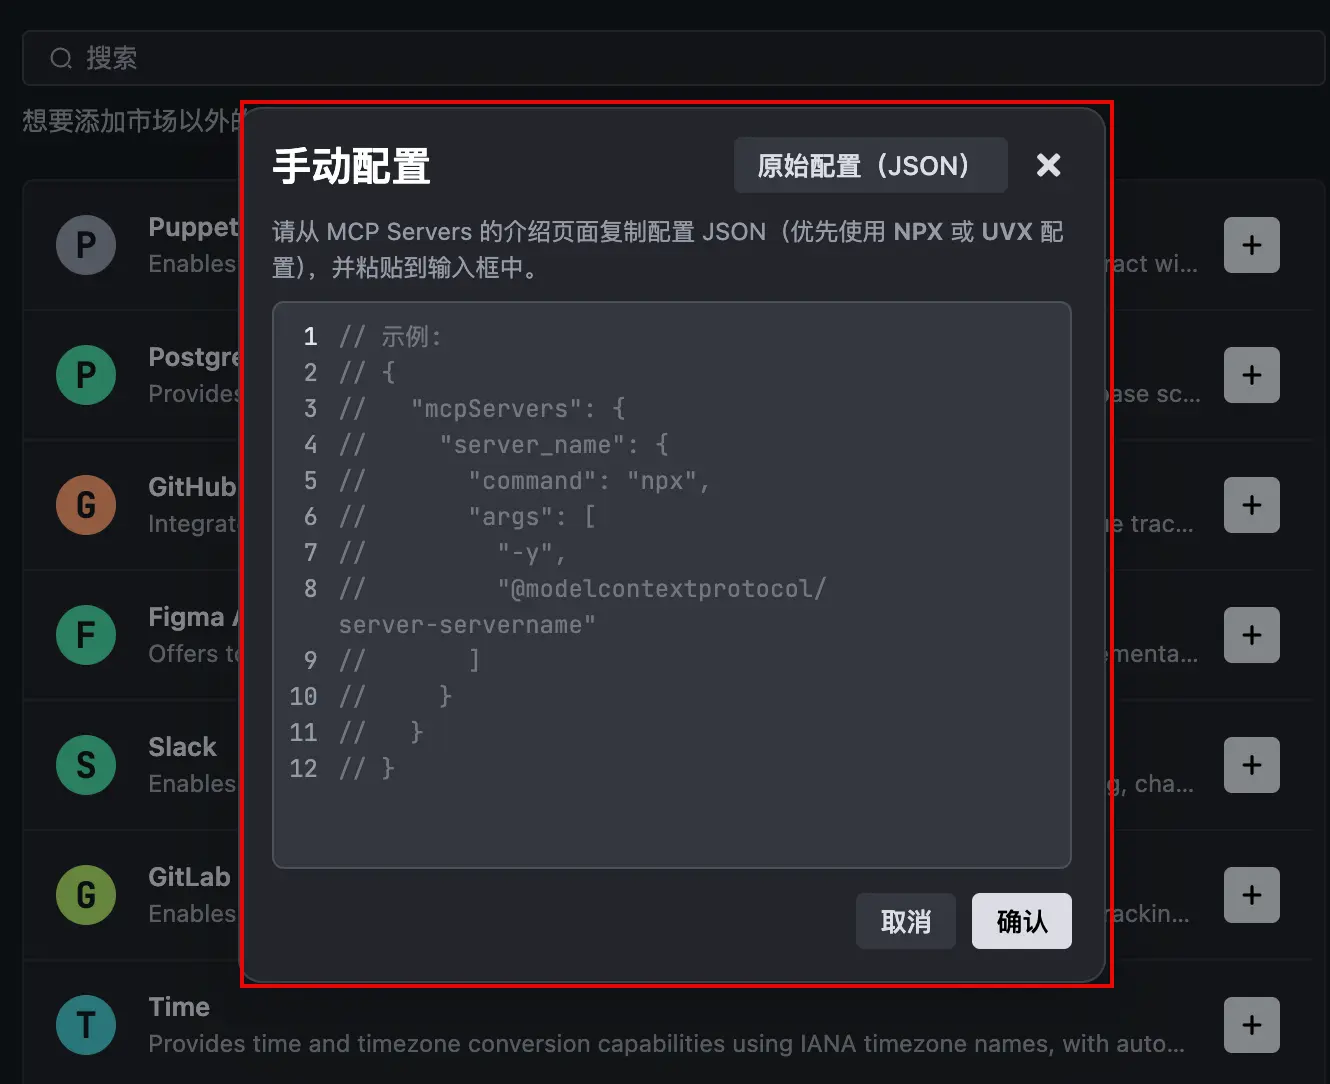 搜索
想要添加市场以外
手动配置
原始配置（JSON）
请从 MCP Servers 的介绍页面复制配置 JSON（优先使用 NPX 或 UVX 配
置），并粘贴到输入框中。
1 // 示例:
2 // {
3 //   "mcpServers": {
4 //     "server_name": {
5 //       "command": "npx",
6 //       "args": [
7 //         "-y",
8 //         "@modelcontextprotocol/
server-servername"
9 //       ]
10 //     }
11 //   }
12 // }
取消
确认
P
Puppet
Enables
ract wi...
+
P
Postgre
Provides
base sc...
+
G
GitHub
Integrat
e trac...
+
F
Figma
Offers
menta...
+
S
Slack
Enables
g, cha...
+
G
GitLab
Enables
rackin...
+
T
Time
Provides time and timezone conversion capabilities using IANA timezone names, with auto...
+